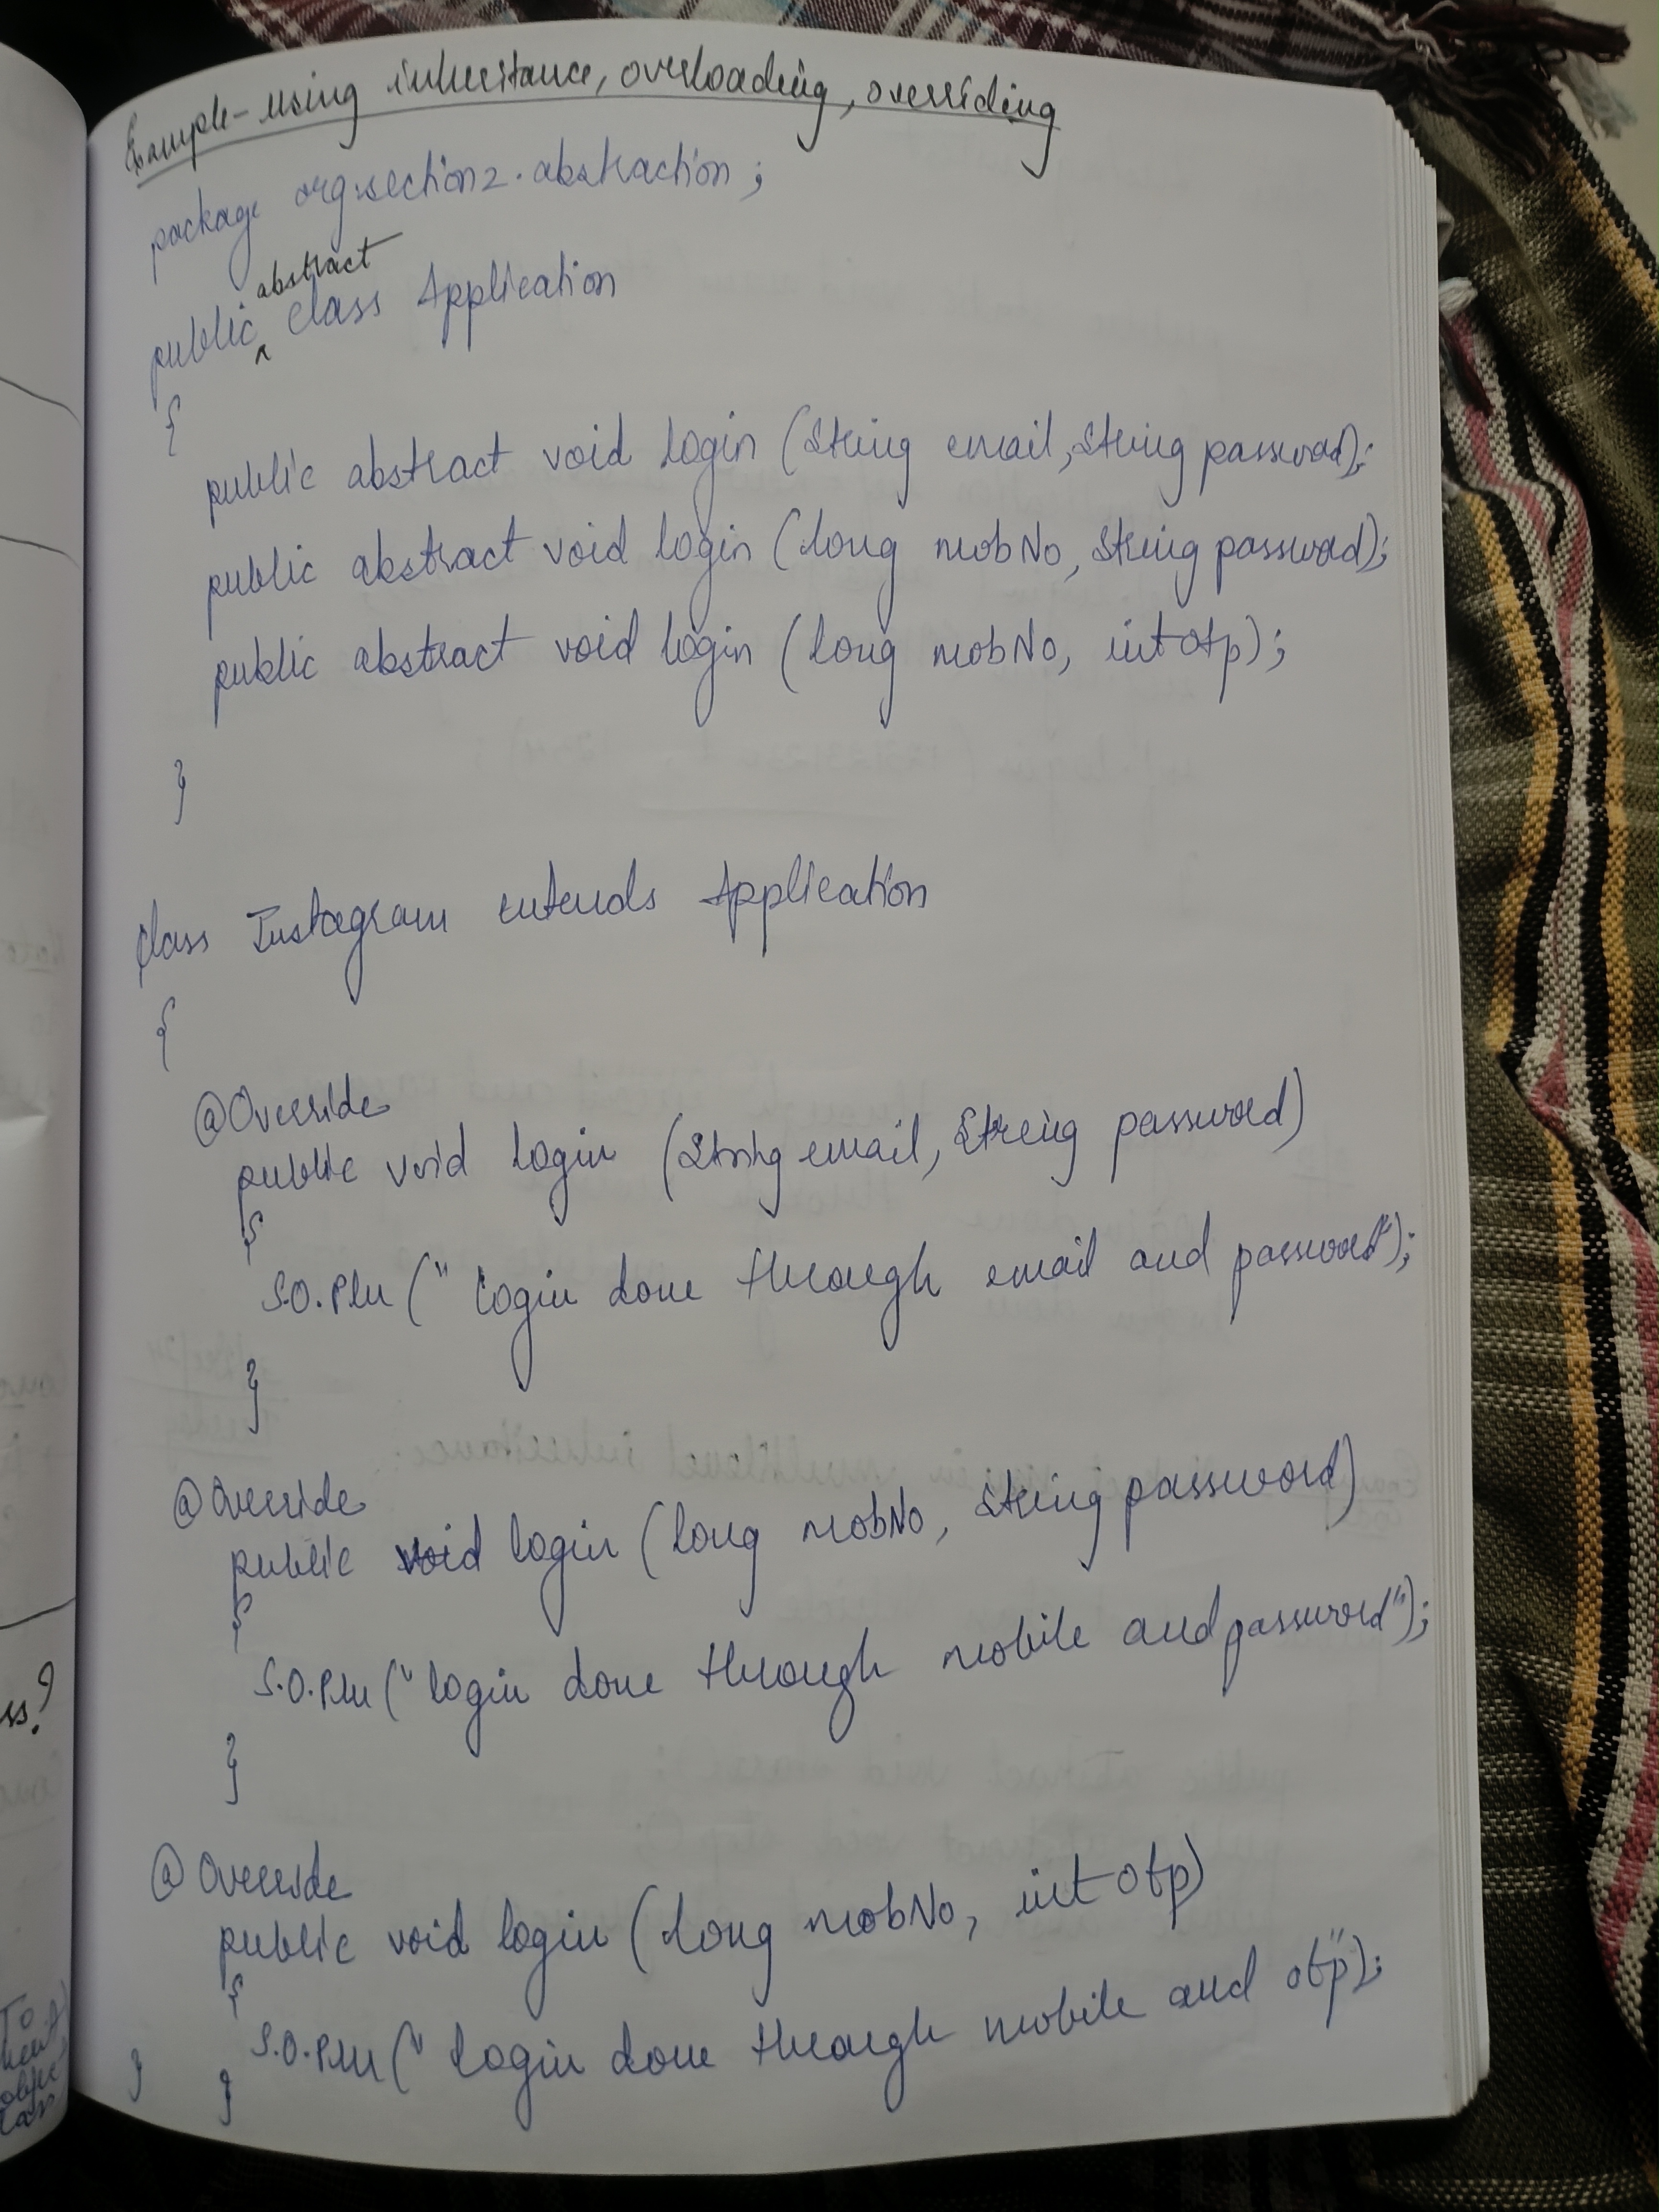 Example - using inheritance, overloading, overriding
package org.section2.abstraction;
public abstract class Application
{
public abstract void login (String email, String password);
public abstract void login (long mobNo, String password);
public abstract void login (long mobNo, int otp);
}
class Instagram extends Application
{
@Override
public void login (String email, String password)
{
S.O.Pln (" login done through email and password");
}
@Override
public void login (long mobNo, String password)
{
S.O.Pln (" login done through mobile and password");
}
@Override
public void login (long mobNo, int otp)
{
S.O.Pln (" login done through mobile and otp");
} }
ss?
To